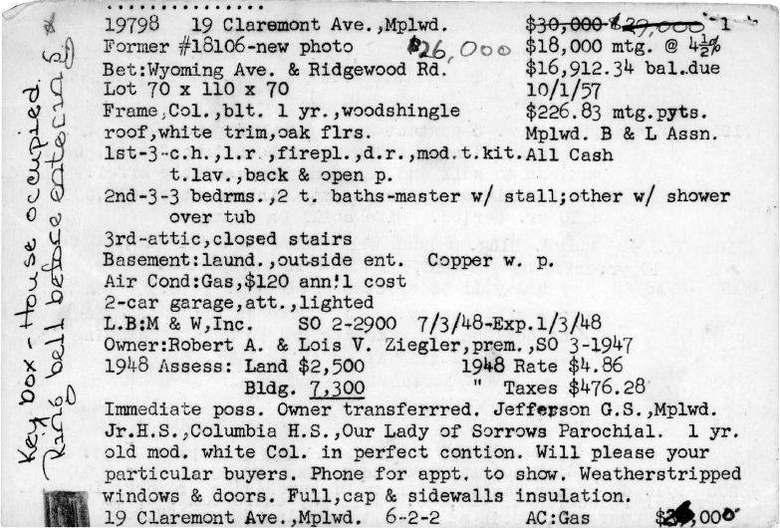 19798   19 Claremont Ave.,Mplwd.   $30,000 $29,000   1
Former #18106-new photo   $26,000   $18,000 mtg. @ 4½%
Bet:Wyoming Ave. & Ridgewood Rd.   $16,912.34 bal.due
Lot 70 x 110 x 70   10/1/57
Frame,Col.,blt. 1 yr.,woodshingle   $226.83 mtg.pyts.
roof,white trim,oak flrs.   Mplwd. B & L Assn.
1st-3-c.h.,l.r.,firepl.,d.r.,mod.t.kit.All Cash
t.lav.,back & open p.
2nd-3-3 bedrms.,2 t. baths-master w/ stall;other w/ shower
over tub
3rd-attic,closed stairs
Basement:laund.,outside ent.   Copper w. p.
Air Cond:Gas,$120 ann'l cost
2-car garage,att.,lighted
L.B:M & W,Inc.   SO 2-2900   7/3/48-Exp.1/3/48
Owner:Robert A. & Lois V. Ziegler,prem.,SO 3-1947
1948 Assess: Land $2,500   1948 Rate $4.86
Bldg. 7,300   "   Taxes $476.28
Immediate poss. Owner transferrred. Jefferson G.S.,Mplwd.
Jr.H.S.,Columbia H.S.,Our Lady of Sorrows Parochial.  1 yr.
old mod. white Col. in perfect contion. Will please your
particular buyers. Phone for appt. to show. Weatherstripped
windows & doors. Full,cap & sidewalls insulation.
19 Claremont Ave.,Mplwd.   6-2-2   AC:Gas   $26,000
Key box - House occupied.
Ring bell before entering